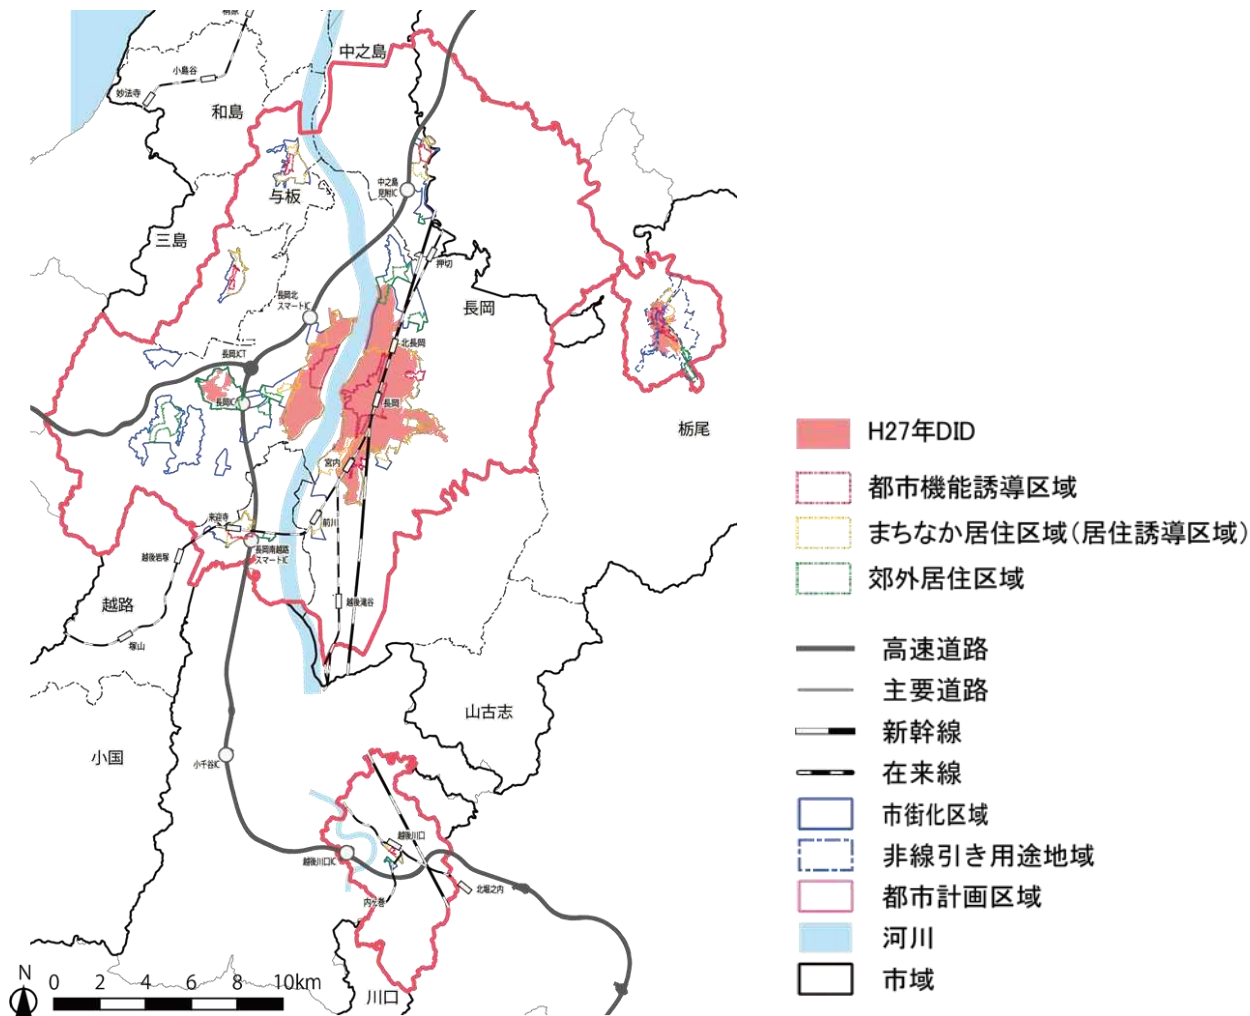 桐原
中之島
小島谷
妙法寺
和島
中之島
見附IC
与板
三島
押切
長岡北
スマートIC
長岡
北長岡
長岡JCT
長岡IC
長岡
栃尾
宮内
来迎寺
前川
長岡南越路
スマートIC
越後岩塚
越路
越後滝谷
塚山
山古志
小国
小千谷IC
越後川口
越後川口IC
北堀之内
内ヶ巻
川口
N
0 2 4 6 8 10km
H27年DID
都市機能誘導区域
まちなか居住区域(居住誘導区域)
郊外居住区域
高速道路
主要道路
新幹線
在来線
市街化区域
非線引き用途地域
都市計画区域
河川
市域